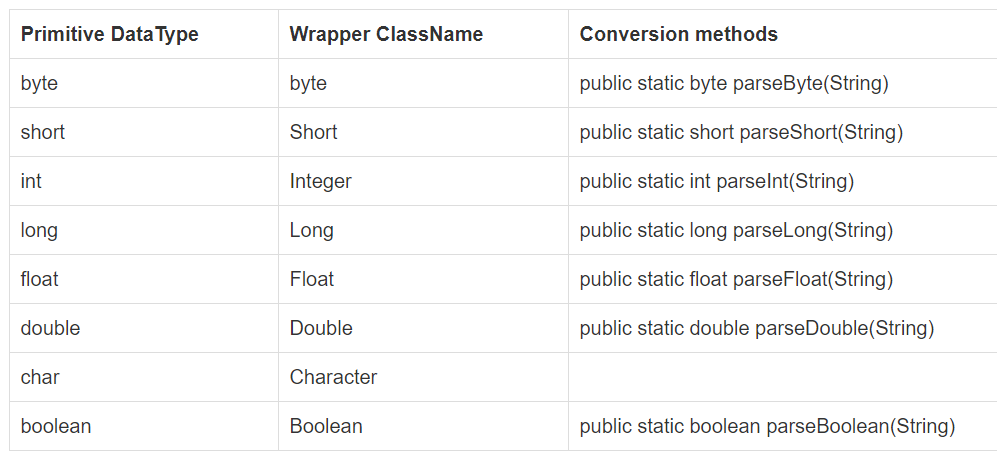 Primitive DataType Wrapper ClassName Conversion methods
byte byte public static byte parseByte(String)
short Short public static short parseShort(String)
int Integer public static int parseInt(String)
long Long public static long parseLong(String)
float Float public static float parseFloat(String)
double Double public static double parseDouble(String)
char Character
boolean Boolean public static boolean parseBoolean(String)